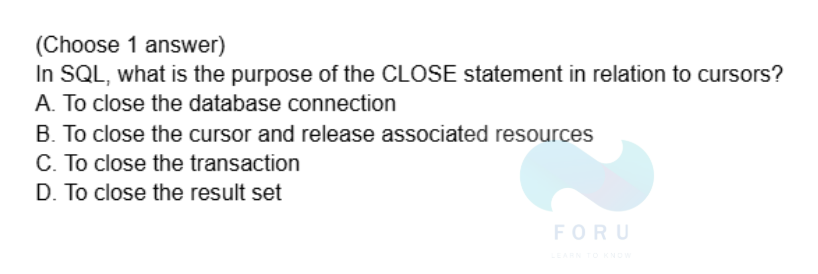 (Choose 1 answer)
In SQL, what is the purpose of the CLOSE statement in relation to cursors?
A. To close the database connection
B. To close the cursor and release associated resources
C. To close the transaction
D. To close the result set
FORU